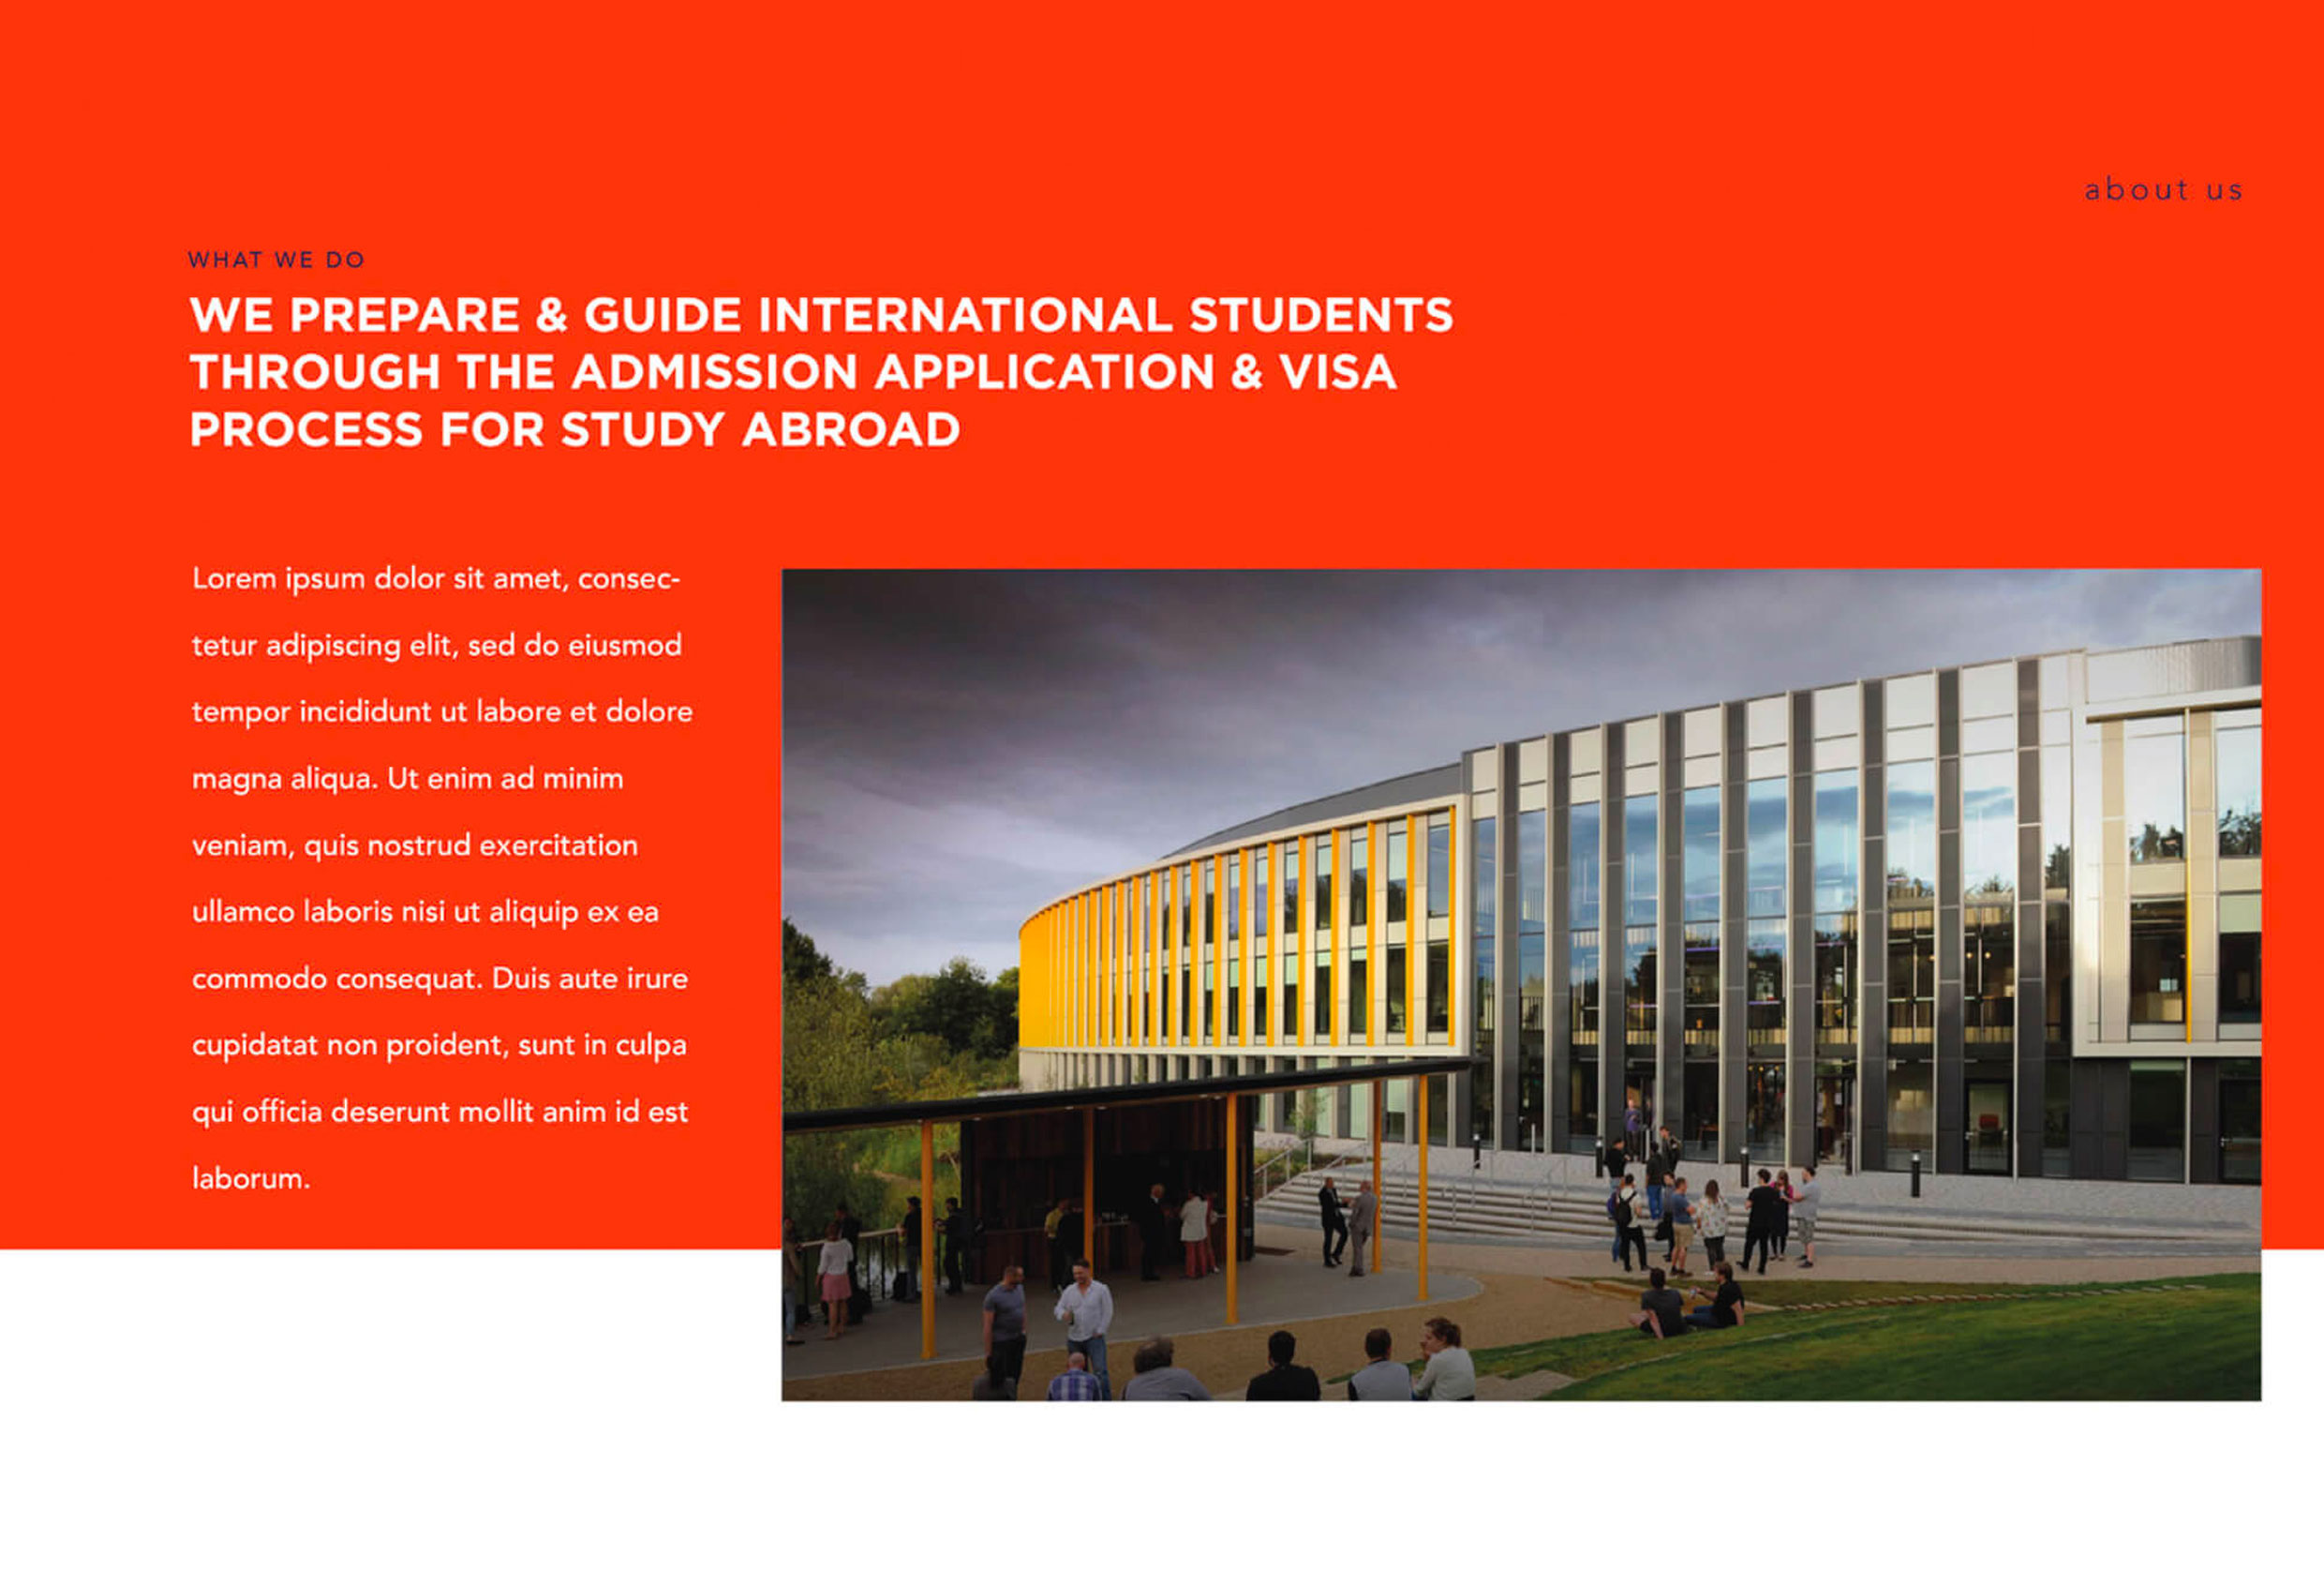 about us
WHAT WE DO
WE PREPARE & GUIDE INTERNATIONAL STUDENTS
THROUGH THE ADMISSION APPLICATION & VISA
PROCESS FOR STUDY ABROAD
Lorem ipsum dolor sit amet, consec-
tetur adipiscing elit, sed do eiusmod
tempor incididunt ut labore et dolore
magna aliqua. Ut enim ad minim
veniam, quis nostrud exercitation
ullamco laboris nisi ut aliquip ex ea
commodo consequat. Duis aute irure
cupidatat non proident, sunt in culpa
qui officia deserunt mollit anim id est
laborum.